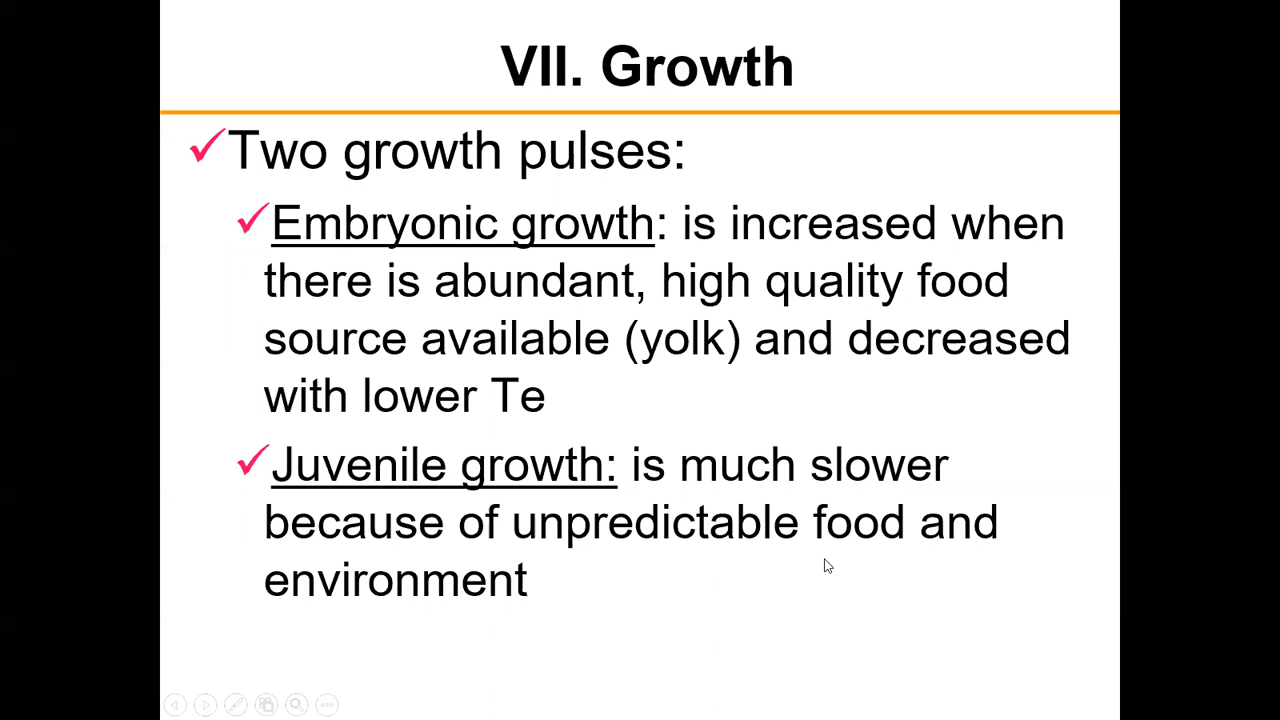 VII. Growth
Two growth pulses:
Embryonic growth: is increased when
there is abundant, high quality food
source available (yolk) and decreased
with lower Te
Juvenile growth: is much slower
because of unpredictable food and
environment